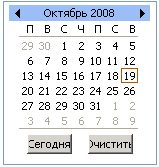 Октябрь 2008
П В С Ч П С В
29 30 1 2 3 4 5
6 7 8 9 10 11 12
13 14 15 16 17 18 19
20 21 22 23 24 25 26
27 28 29 30 31 1 2
3 4 5 6 7 8 9
Сегодня Очистить